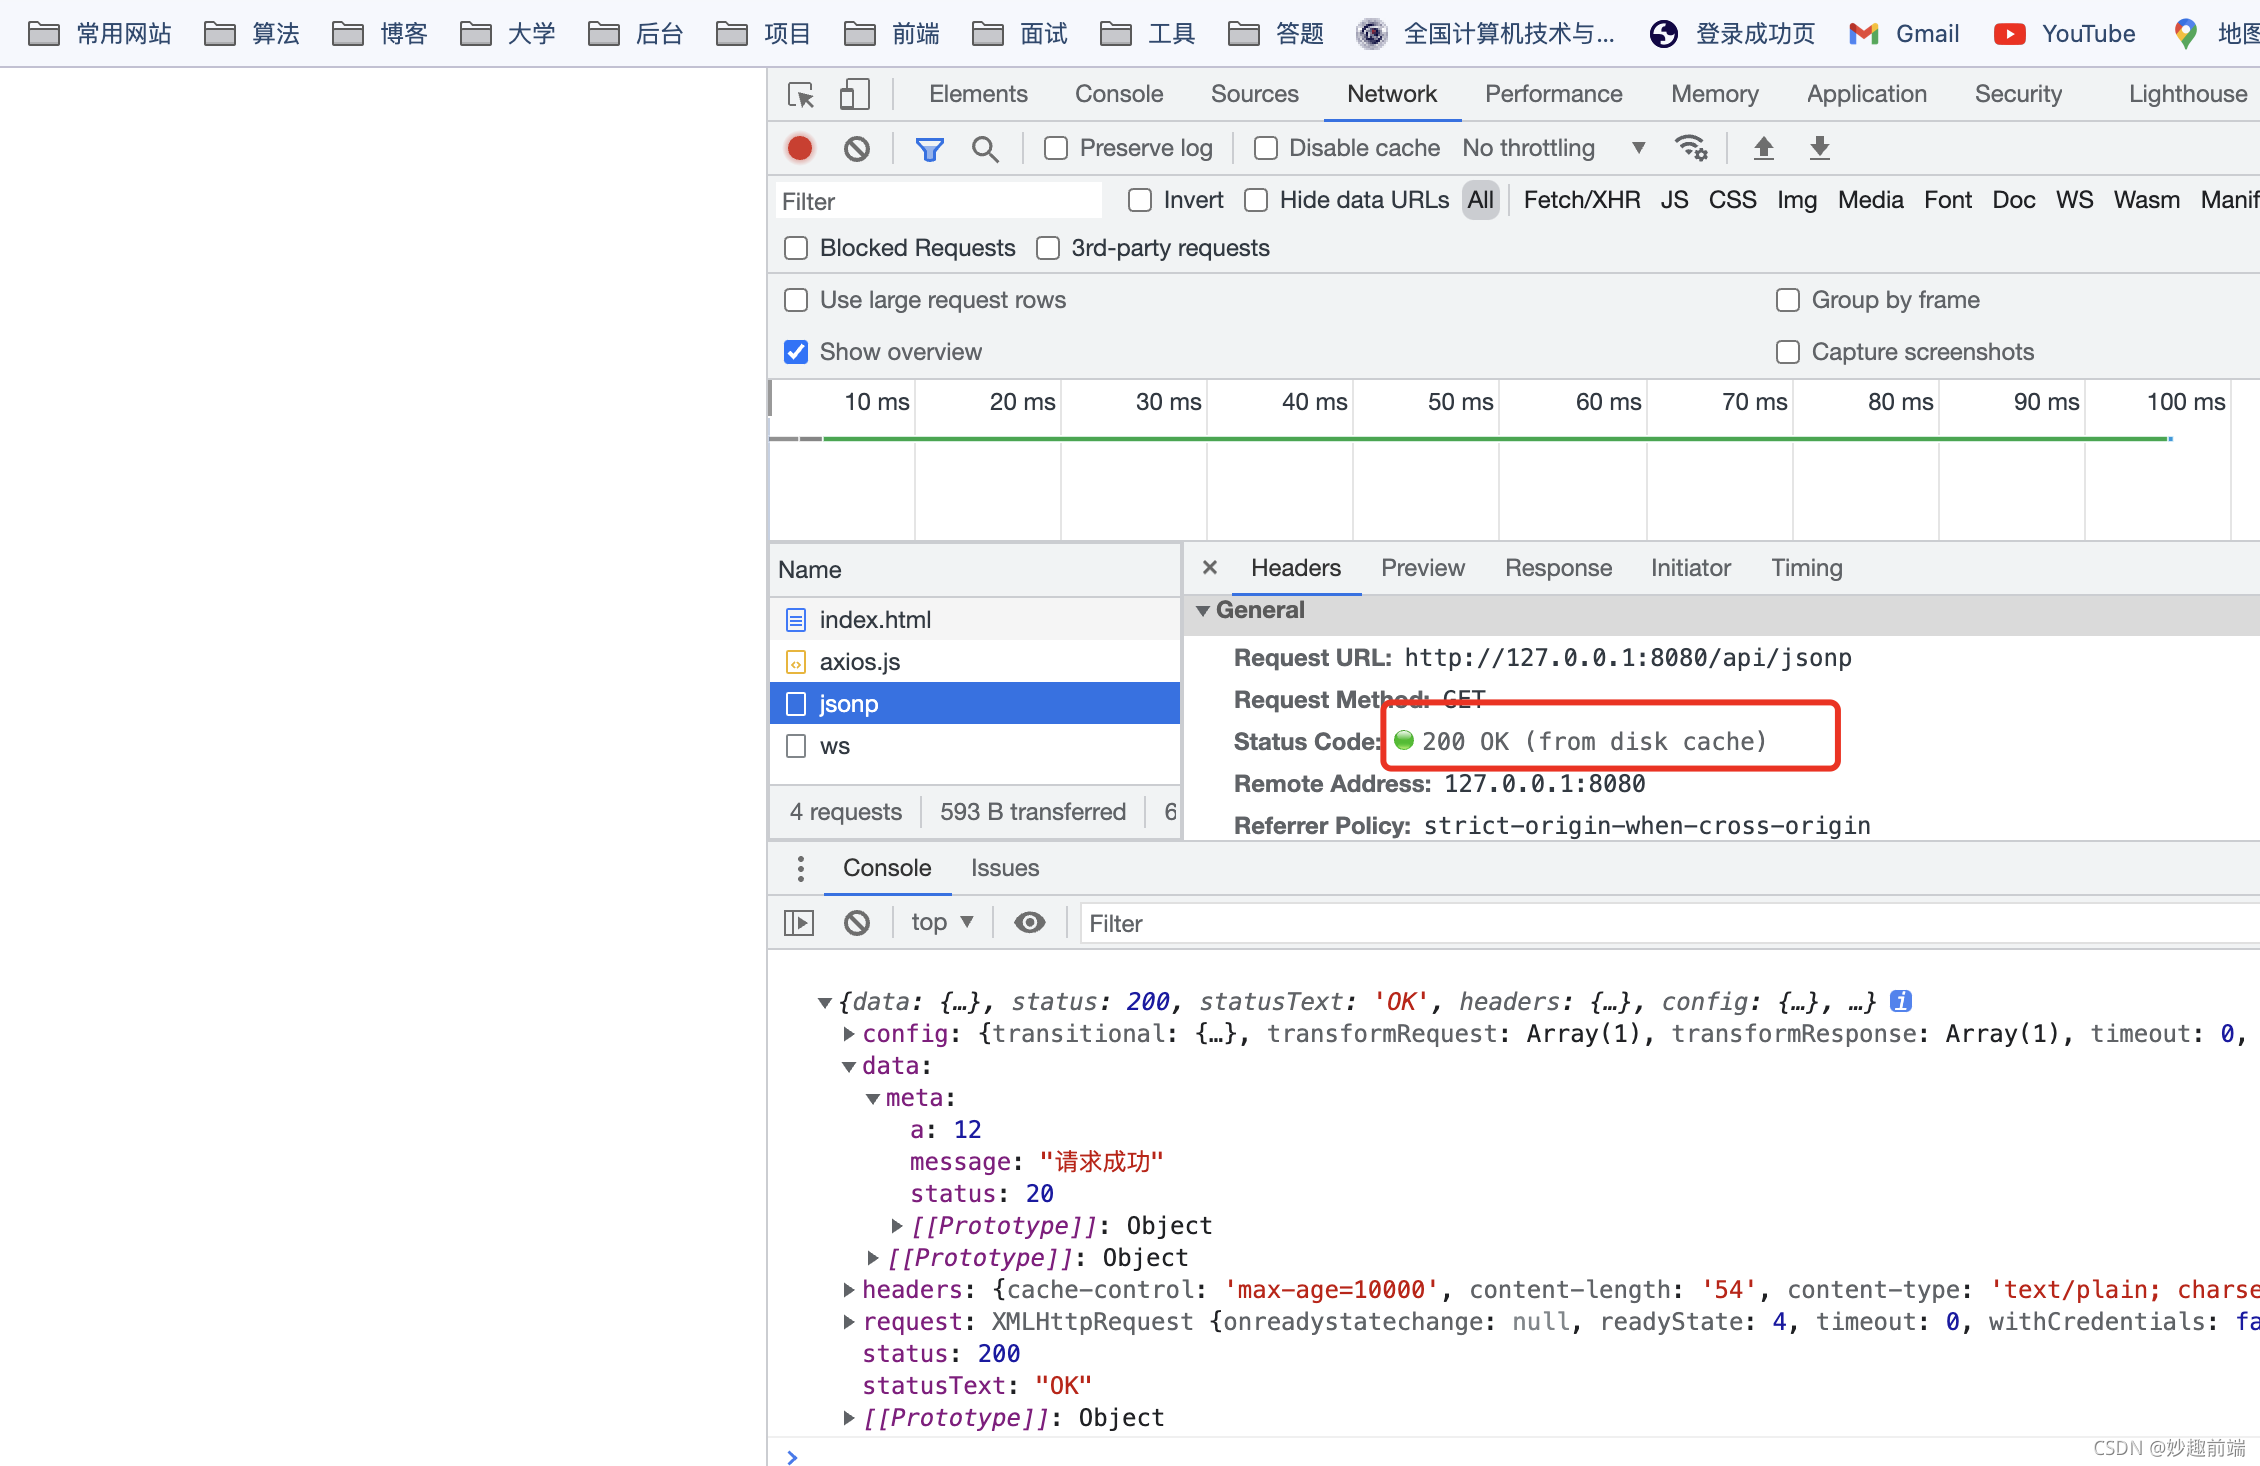 常用网站 算法 博客 大学 后台 项目 前端 面试 工具 答题 全国计算机技术与... 登录成功页 Gmail YouTube 地图
Elements Console Sources Network Performance Memory Application Security Lighthouse
Preserve log Disable cache No throttling
Filter Invert Hide data URLs All Fetch/XHR JS CSS Img Media Font Doc WS Wasm Manif
Blocked Requests 3rd-party requests
Use large request rows Group by frame
Show overview Capture screenshots
10 ms 20 ms 30 ms 40 ms 50 ms 60 ms 70 ms 80 ms 90 ms 100 ms
Name
index.html
axios.js
jsonp
ws
4 requests 593 B transferred 6
Headers Preview Response Initiator Timing
General
Request URL: http://127.0.0.1:8080/api/jsonp
Request Method: GET
Status Code: 200 OK (from disk cache)
Remote Address: 127.0.0.1:8080
Referrer Policy: strict-origin-when-cross-origin
Console Issues
top Filter
{data: {…}, status: 200, statusText: 'OK', headers: {…}, config: {…}, …}
config: {transitional: {…}, transformRequest: Array(1), transformResponse: Array(1), timeout: 0,
data:
meta:
a: 12
message: "请求成功"
status: 20
[[Prototype]]: Object
[[Prototype]]: Object
headers: {cache-control: 'max-age=10000', content-length: '54', content-type: 'text/plain; charse
request: XMLHttpRequest {onreadystatechange: null, readyState: 4, timeout: 0, withCredentials: fa
status: 200
statusText: "OK"
[[Prototype]]: Object
CSDN @妙趣前端